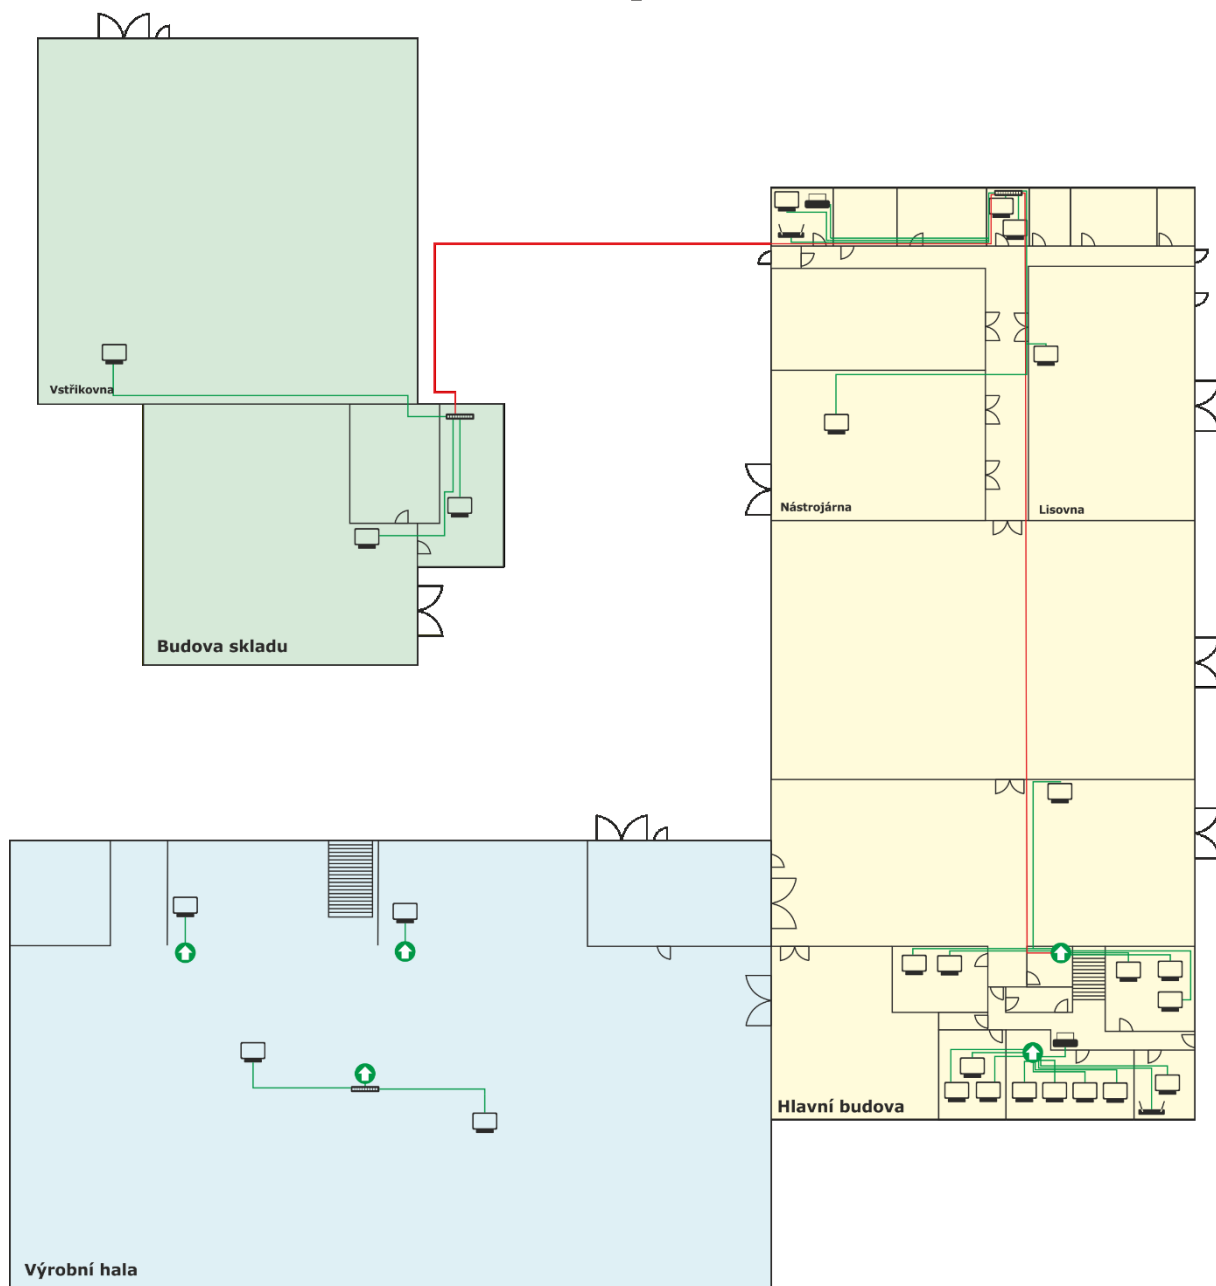 Vstřikovna
Nástrojárna
Lisovna
Budova skladu
Hlavní budova
Výrobní hala